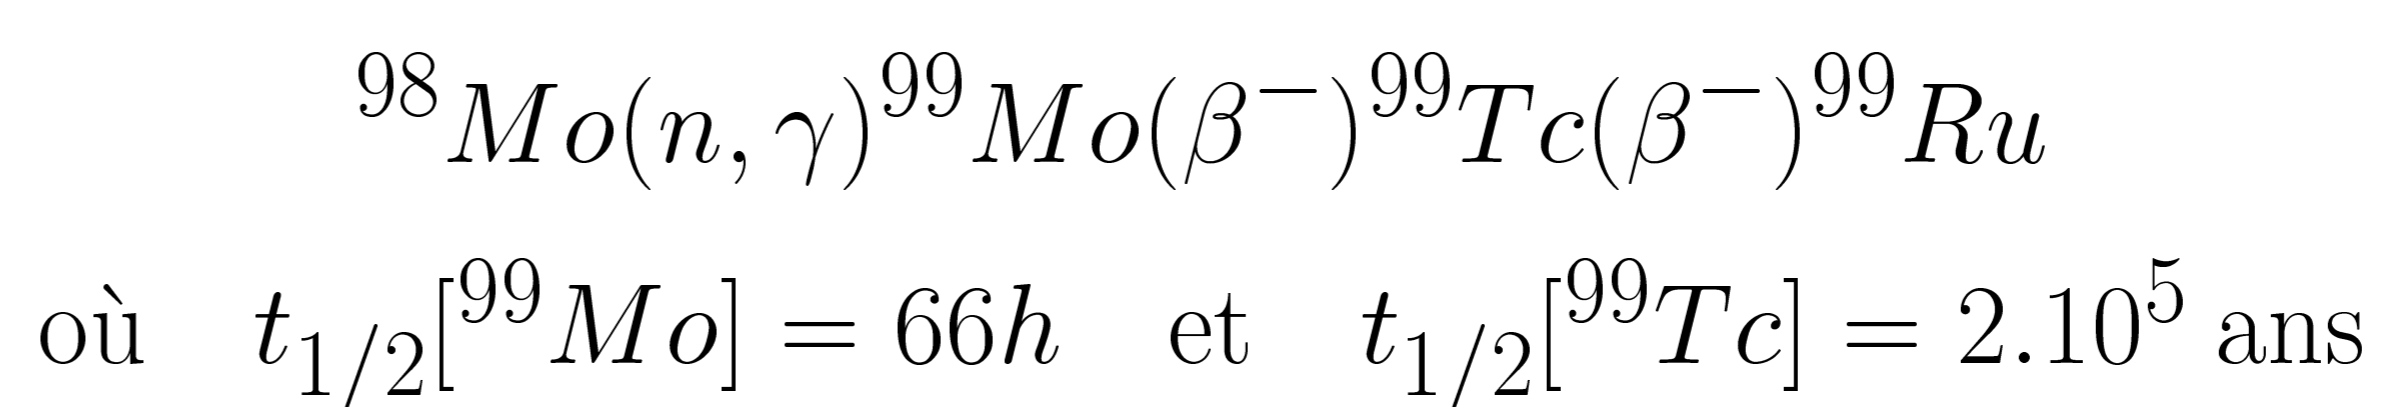 ⁹⁸Mo(n, γ)⁹⁹Mo(β⁻)⁹⁹Tc(β⁻)⁹⁹Ru
où t₁/₂[⁹⁹Mo] = 66h et t₁/₂[⁹⁹Tc] = 2.10⁵ ans